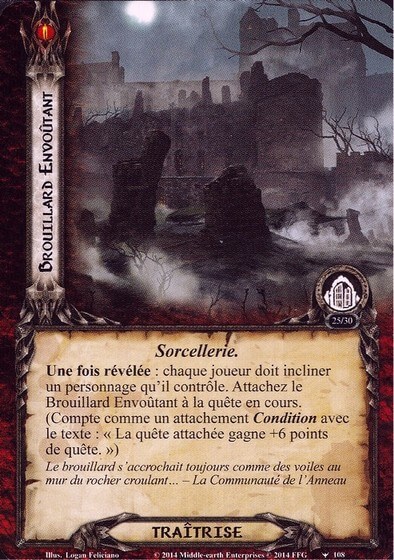 BROUILLARD ENVOÛTANT
25/30
Sorcellerie.
Une fois révélée : chaque joueur doit incliner
un personnage qu'il contrôle. Attachez le
Brouillard Envoûtant à la quête en cours.
(Compte comme un attachement Condition avec
le texte : « La quête attachée gagne +6 points
de quête. »)
Le brouillard s'accrochait toujours comme des voiles au
mur du rocher croulant… – La Communauté de l'Anneau
TRAÎTRISE
Illus. Logan Feliciano © 2014 Middle-earth Enterprises © 2014 FFG 108